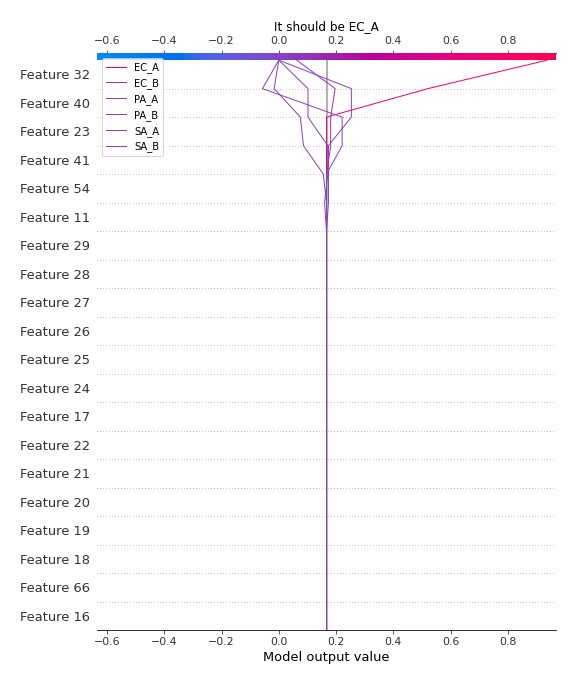 It should be EC_A
−0.6 −0.4 −0.2 0.0 0.2 0.4 0.6 0.8
EC_A
EC_B
PA_A
PA_B
SA_A
SA_B
Feature 32
Feature 40
Feature 23
Feature 41
Feature 54
Feature 11
Feature 29
Feature 28
Feature 27
Feature 26
Feature 25
Feature 24
Feature 17
Feature 22
Feature 21
Feature 20
Feature 19
Feature 18
Feature 66
Feature 16
−0.6 −0.4 −0.2 0.0 0.2 0.4 0.6 0.8
Model output value